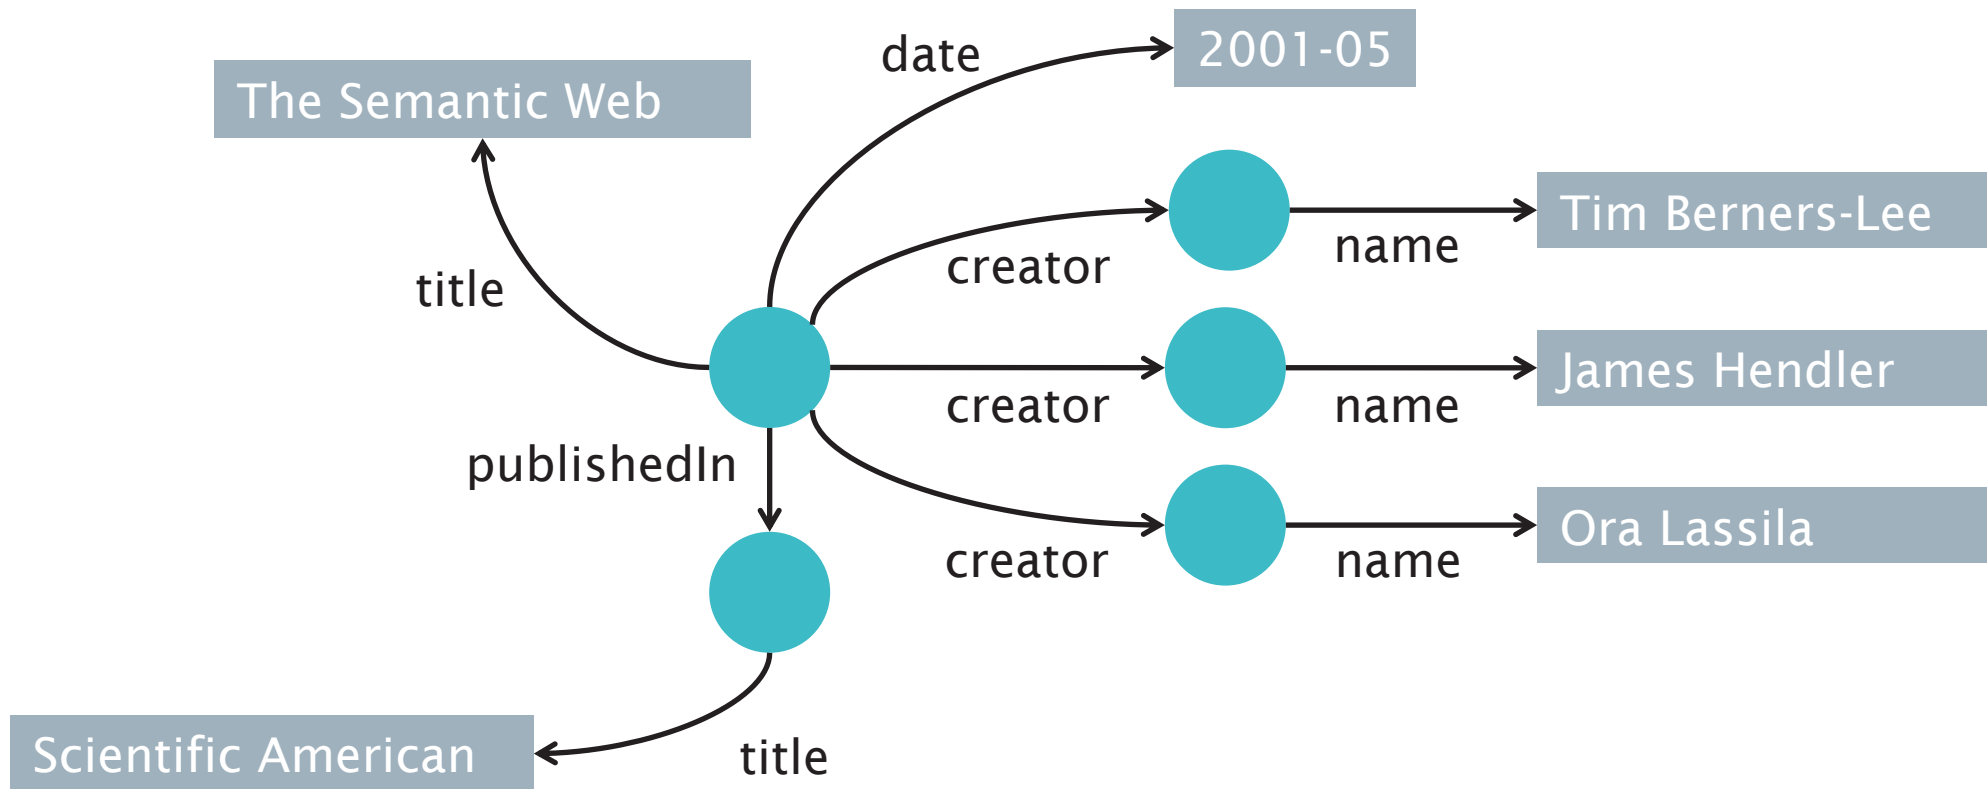 date
2001-05
The Semantic Web
title
creator
name
Tim Berners-Lee
creator
name
James Hendler
publishedIn
creator
name
Ora Lassila
title
Scientific American